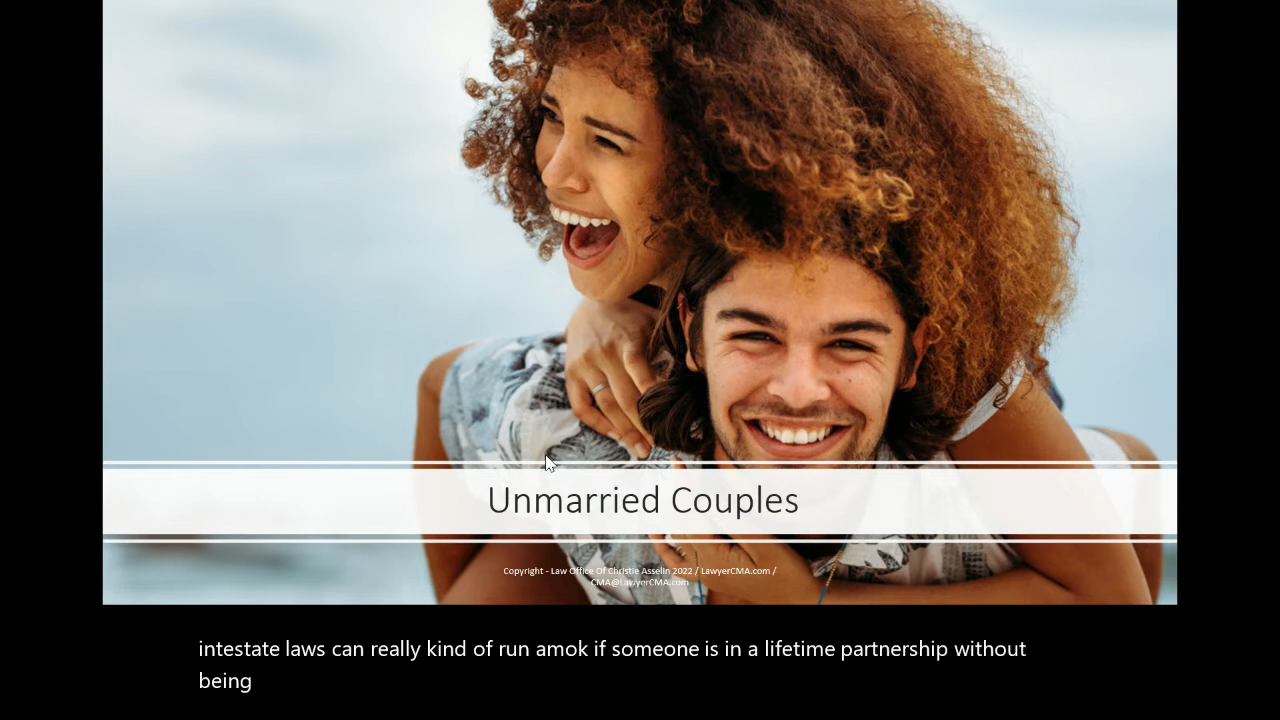 Unmarried Couples
Copyright - Law Office Of Christie Asselin 2022 / LawyerCMA.com /
CMA@LawyerCMA.com
intestate laws can really kind of run amok if someone is in a lifetime partnership without
being